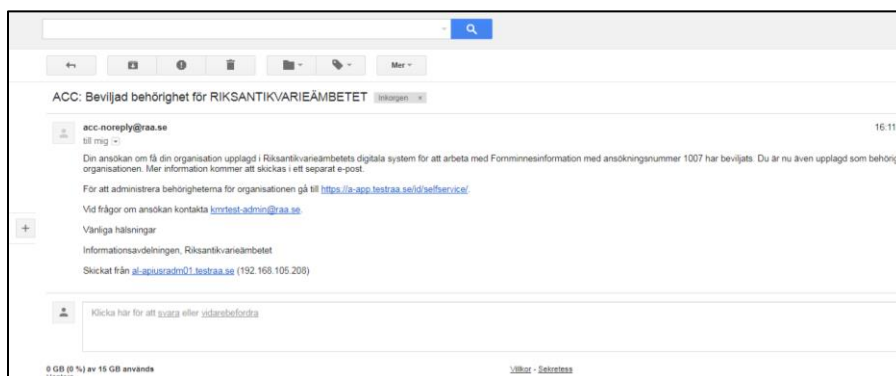 Mer
ACC: Beviljad behörighet för RIKSANTIKVARIEÄMBETET Inkorgen ×
acc-noreply@raa.se 16:11
till mig
Din ansökan om få din organisation upplagd i Riksantikvarieämbetets digitala system för att arbeta med Fornminnesinformation med ansökningsnummer 1007 har beviljats. Du är nu även upplagd som behörig
organisationen. Mer information kommer att skickas i ett separat e-post.
För att administrera behörigheterna för organisationen gå till https://a-app.testraa.se/id/selfservice/.
Vid frågor om ansökan kontakta kmrtest-admin@raa.se.
Vänliga hälsningar
Informationsavdelningen, Riksantikvarieämbetet
Skickat från al-apiusradm01.testraa.se (192.168.105.208)
+
Klicka här för att svara eller vidarebefordra
0 GB (0 %) av 15 GB används Villkor - Sekretess